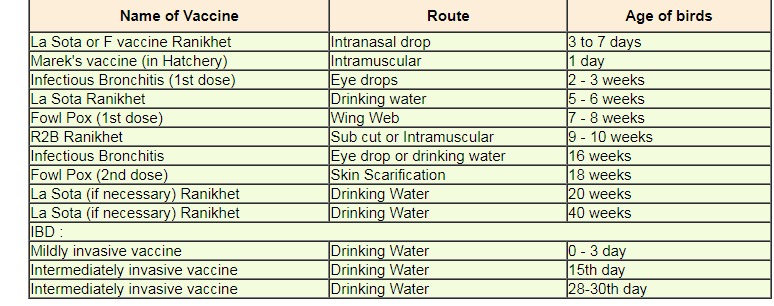 Name of Vaccine Route Age of birds
La Sota or F vaccine Ranikhet Intranasal drop 3 to 7 days
Marek's vaccine (in Hatchery) Intramuscular 1 day
Infectious Bronchitis (1st dose) Eye drops 2 - 3 weeks
La Sota Ranikhet Drinking water 5 - 6 weeks
Fowl Pox (1st dose) Wing Web 7 - 8 weeks
R2B Ranikhet Sub cut or Intramuscular 9 - 10 weeks
Infectious Bronchitis Eye drop or drinking water 16 weeks
Fowl Pox (2nd dose) Skin Scarification 18 weeks
La Sota (if necessary) Ranikhet Drinking Water 20 weeks
La Sota (if necessary) Ranikhet Drinking Water 40 weeks
IBD :
Mildly invasive vaccine Drinking Water 0 - 3 day
Intermediately invasive vaccine Drinking Water 15th day
Intermediately invasive vaccine Drinking Water 28-30th day